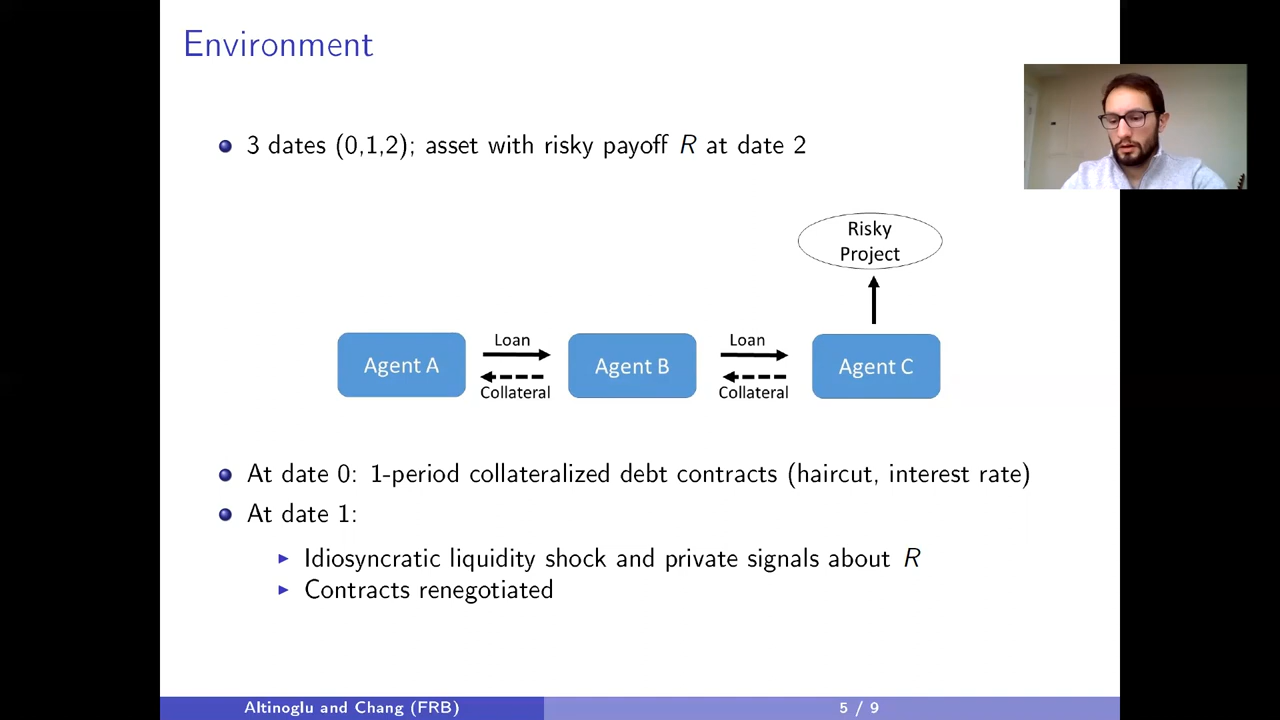 Environment
3 dates (0,1,2); asset with risky payoff R at date 2
Risky
Project
Agent A
Loan
Collateral
Agent B
Loan
Collateral
Agent C
At date 0: 1-period collateralized debt contracts (haircut, interest rate)
At date 1:
Idiosyncratic liquidity shock and private signals about R
Contracts renegotiated
Altinoglu and Chang (FRB)
5 / 9